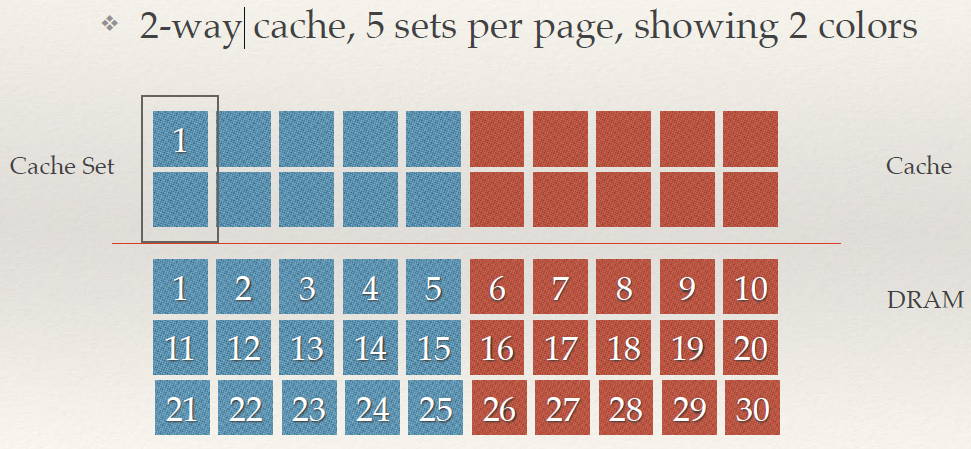 ❖ 2-way cache, 5 sets per page, showing 2 colors
1
Cache Set
Cache
1 2 3 4 5 6 7 8 9 10
DRAM
11 12 13 14 15 16 17 18 19 20
21 22 23 24 25 26 27 28 29 30